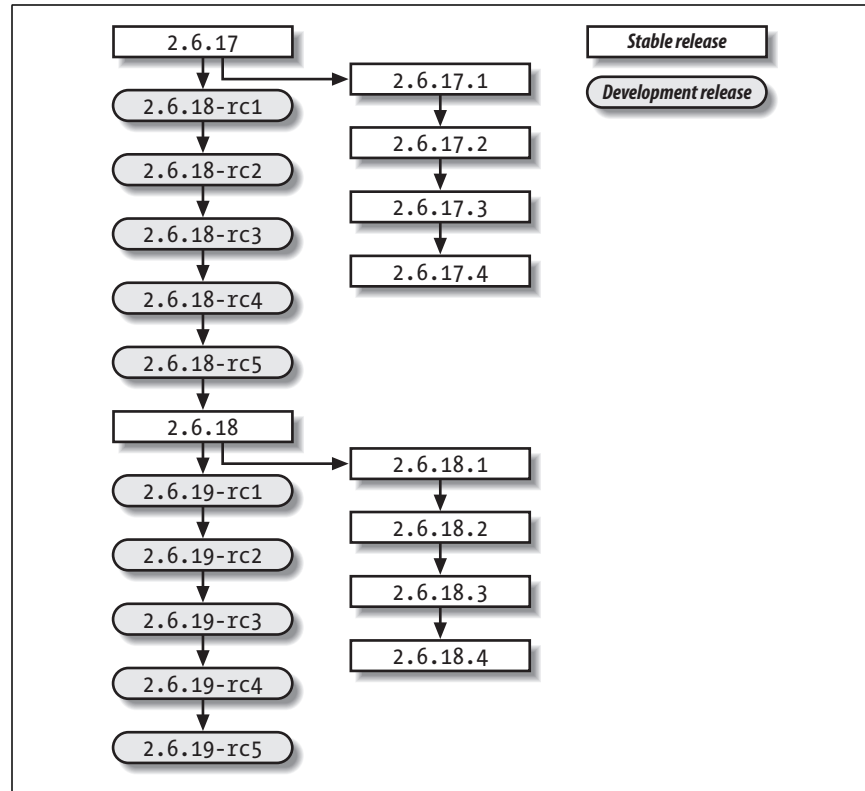 2.6.17
Stable release
2.6.17.1
Development release
2.6.18-rc1
2.6.17.2
2.6.18-rc2
2.6.17.3
2.6.18-rc3
2.6.17.4
2.6.18-rc4
2.6.18-rc5
2.6.18
2.6.18.1
2.6.19-rc1
2.6.18.2
2.6.19-rc2
2.6.18.3
2.6.19-rc3
2.6.18.4
2.6.19-rc4
2.6.19-rc5